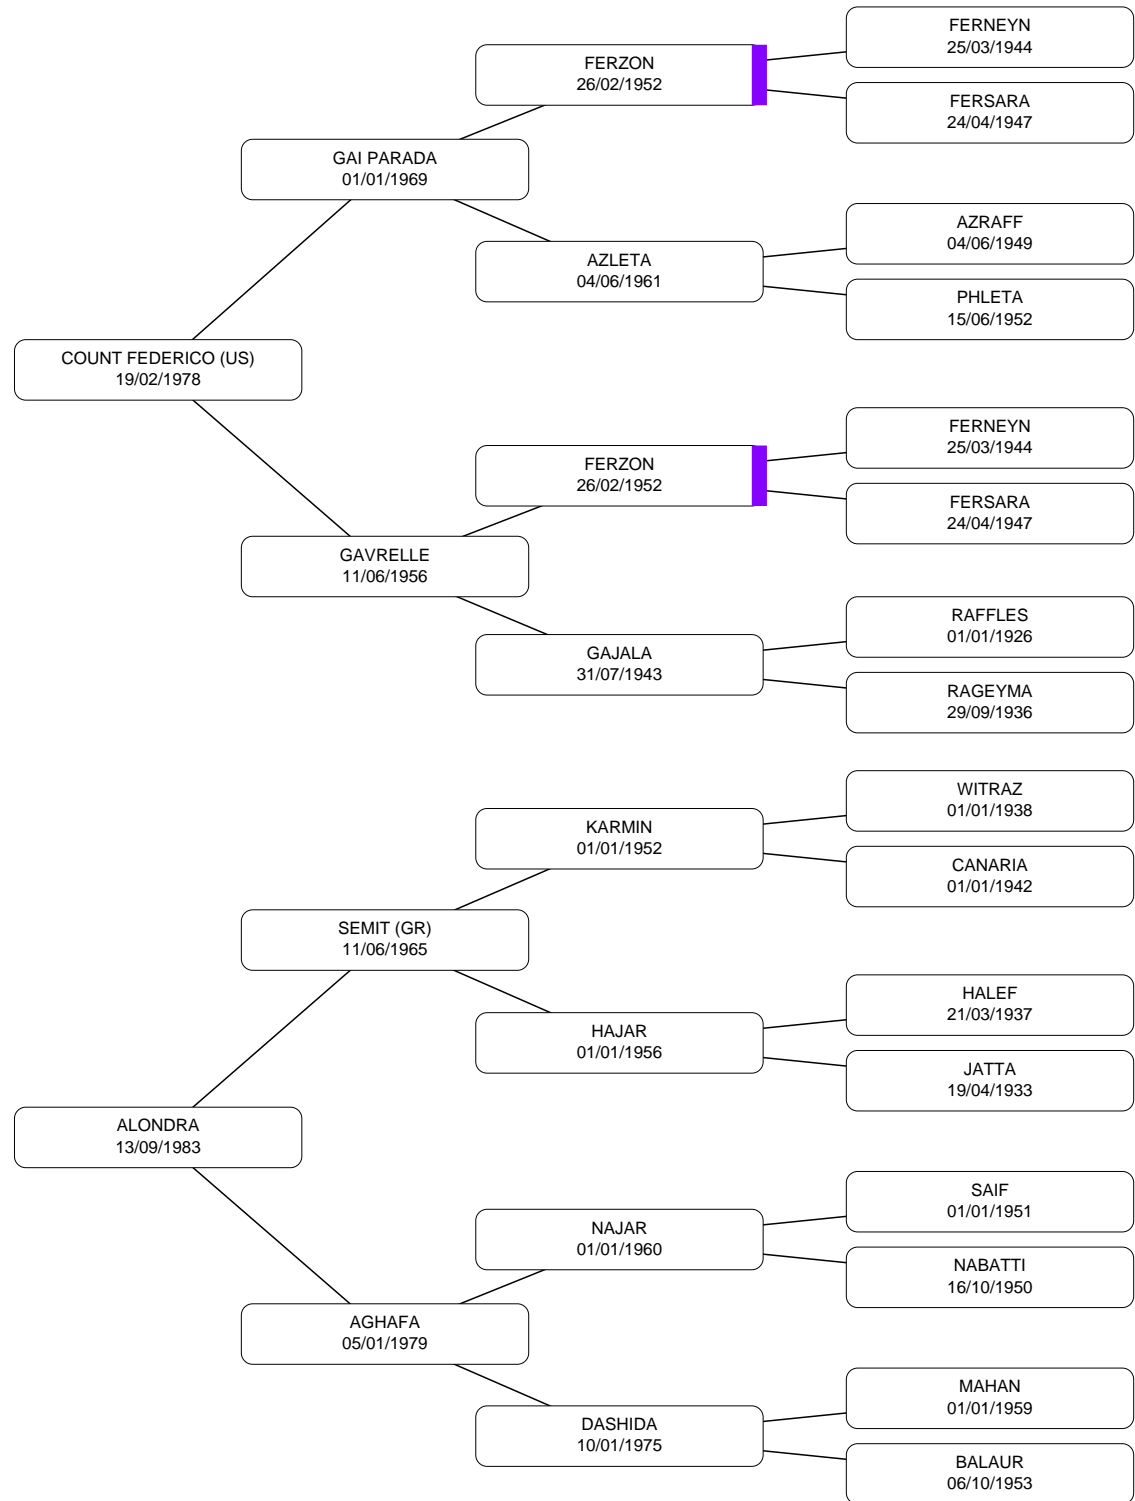 FERNEYN
25/03/1944
FERZON
26/02/1952
FERSARA
24/04/1947
GAI PARADA
01/01/1969
AZRAFF
04/06/1949
AZLETA
04/06/1961
PHLETA
15/06/1952
COUNT FEDERICO (US)
19/02/1978
FERNEYN
25/03/1944
FERZON
26/02/1952
FERSARA
24/04/1947
GAVRELLE
11/06/1956
RAFFLES
01/01/1926
GAJALA
31/07/1943
RAGEYMA
29/09/1936
WITRAZ
01/01/1938
KARMIN
01/01/1952
CANARIA
01/01/1942
SEMIT (GR)
11/06/1965
HALEF
21/03/1937
HAJAR
01/01/1956
JATTA
19/04/1933
ALONDRA
13/09/1983
SAIF
01/01/1951
NAJAR
01/01/1960
NABATTI
16/10/1950
AGHAFA
05/01/1979
MAHAN
01/01/1959
DASHIDA
10/01/1975
BALAUR
06/10/1953